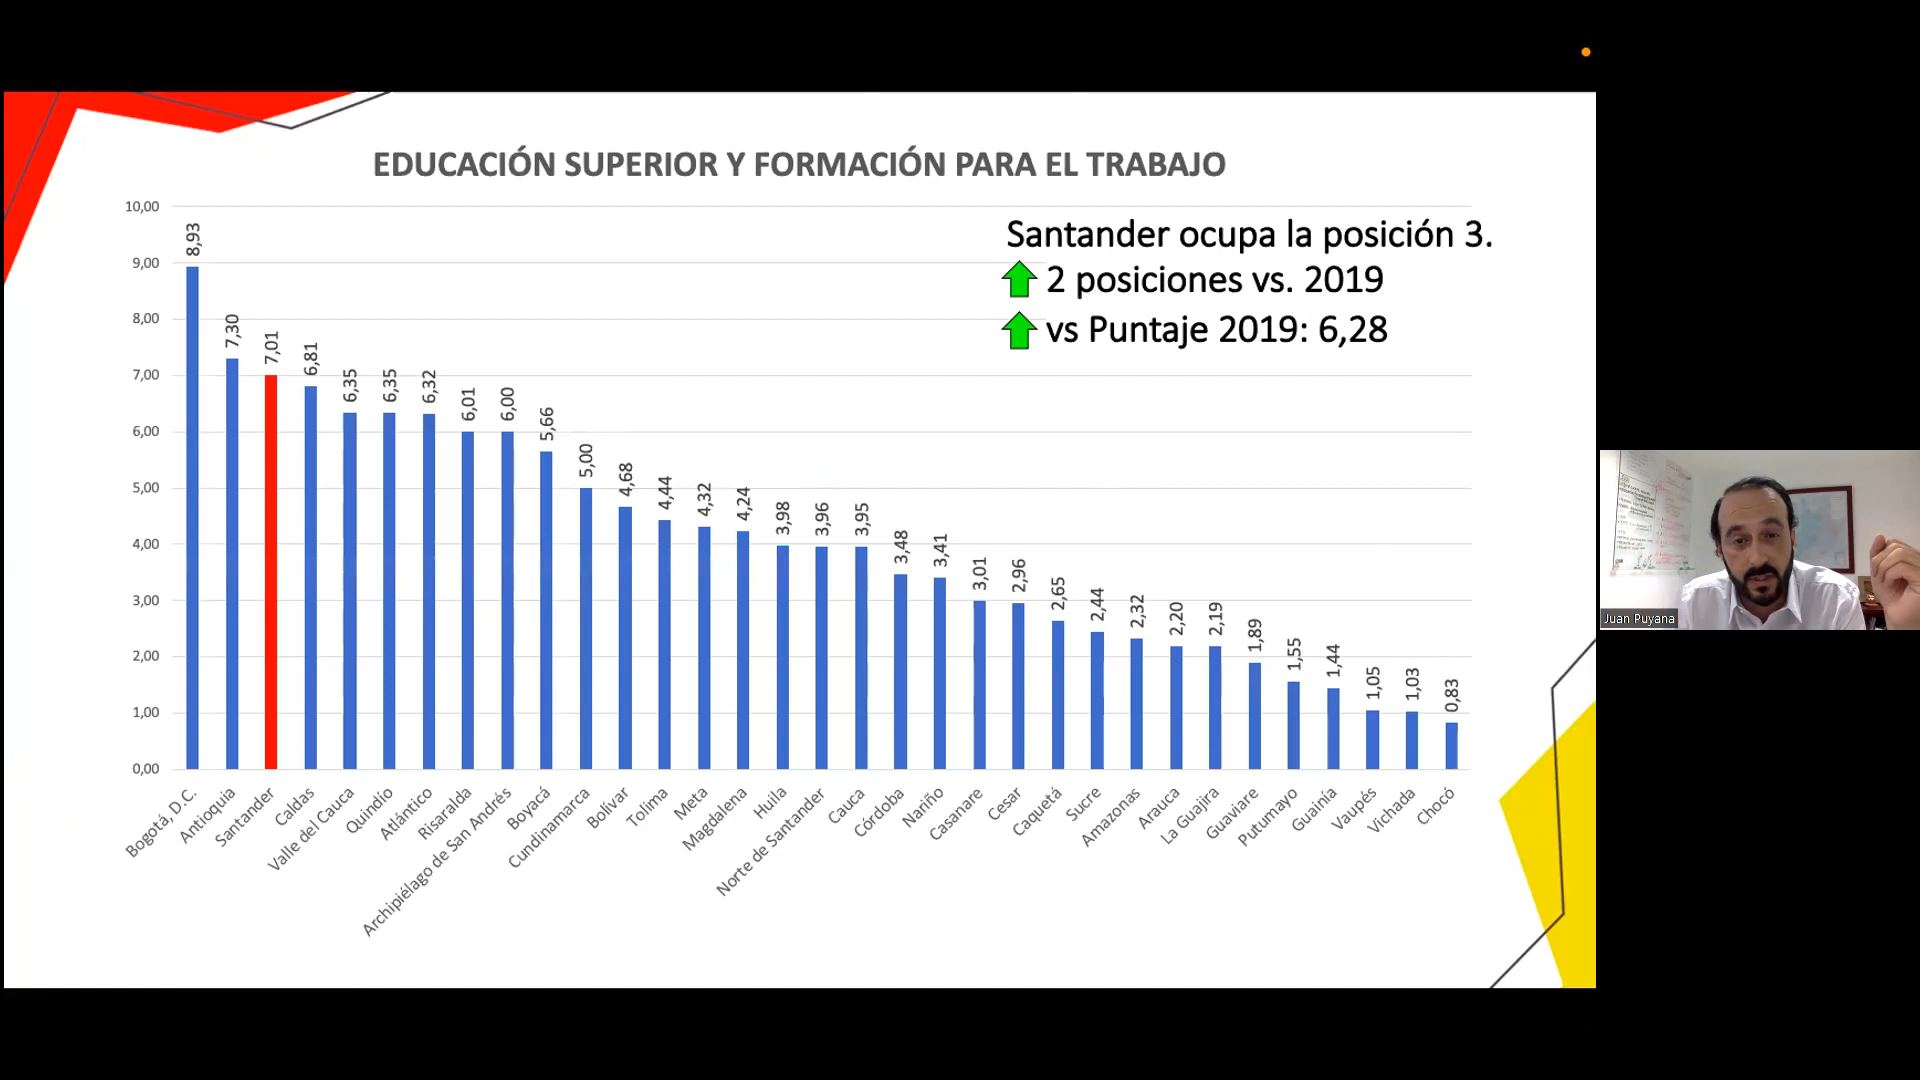 EDUCACIÓN SUPERIOR Y FORMACIÓN PARA EL TRABAJO
Santander ocupa la posición 3.
2 posiciones vs. 2019
vs Puntaje 2019: 6,28
10,00
9,00
8,00
7,00
6,00
5,00
4,00
3,00
2,00
1,00
0,00
8,93
7,30
7,01
6,81
6,35
6,35
6,32
6,01
6,00
5,66
5,00
4,68
4,44
4,32
4,24
3,98
3,96
3,95
3,48
3,41
3,01
2,96
2,65
2,44
2,32
2,20
2,19
1,89
1,55
1,44
1,05
1,03
0,83
Bogotá, D.C.
Antioquia
Santander
Caldas
Valle del Cauca
Quindío
Atlántico
Risaralda
Archipiélago de San Andrés
Boyacá
Cundinamarca
Bolívar
Tolima
Meta
Magdalena
Huila
Norte de Santander
Cauca
Córdoba
Nariño
Casanare
Cesar
Caquetá
Sucre
Amazonas
Arauca
La Guajira
Guaviare
Putumayo
Guainía
Vaupés
Vichada
Chocó
Juan Puyana